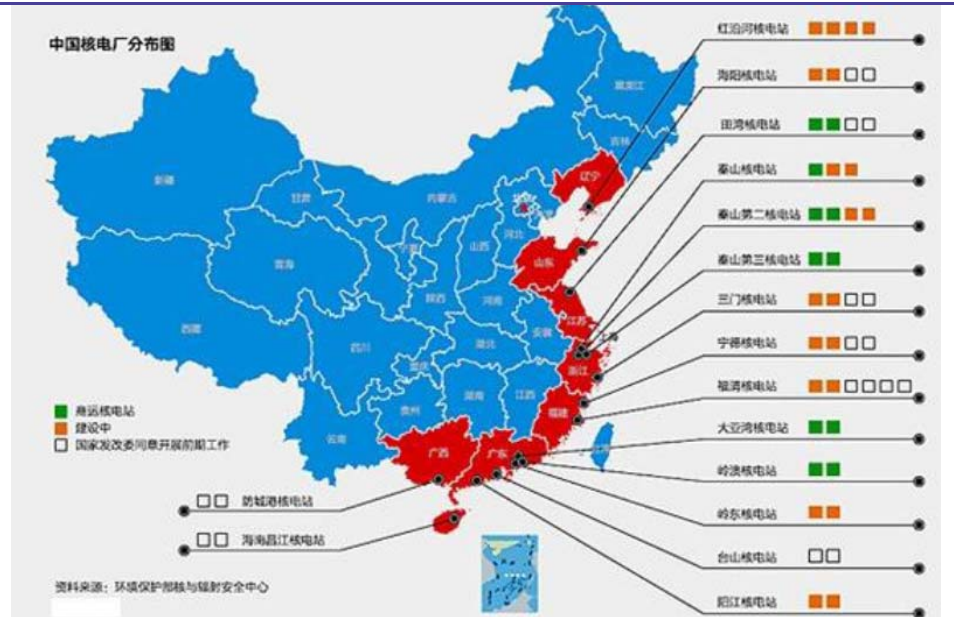 中国核电厂分布图
红沿河核电站
海阳核电站
田湾核电站
秦山核电站
秦山第二核电站
秦山第三核电站
三门核电站
宁德核电站
福清核电站
大亚湾核电站
岭澳核电站
岭东核电站
台山核电站
阳江核电站
黑龙江
吉林
辽宁
新疆
甘肃
内蒙古
河北
山西
宁夏
青海
山东
陕西
河南
江苏
西藏
四川
安徽
上海
湖北
重庆
浙江
湖南
江西
贵州
福建
云南
广西
广东
商运核电站
建设中
国家发改委同意开展前期工作
防城港核电站
海南昌江核电站
资料来源：环境保护部核与辐射安全中心